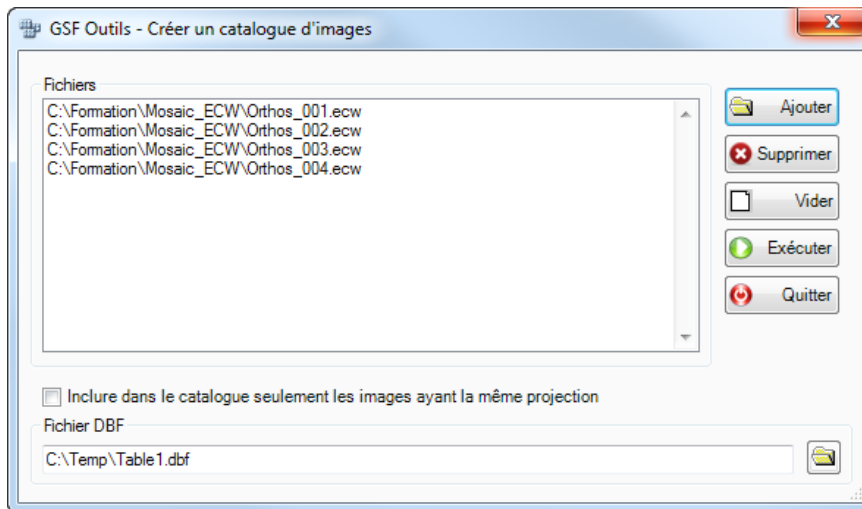 GSF Outils - Créer un catalogue d'images
Fichiers
C:\Formation\Mosaic_ECW\Orthos_001.ecw
C:\Formation\Mosaic_ECW\Orthos_002.ecw
C:\Formation\Mosaic_ECW\Orthos_003.ecw
C:\Formation\Mosaic_ECW\Orthos_004.ecw
Ajouter
Supprimer
Vider
Exécuter
Quitter
Inclure dans le catalogue seulement les images ayant la même projection
Fichier DBF
C:\Temp\Table1.dbf